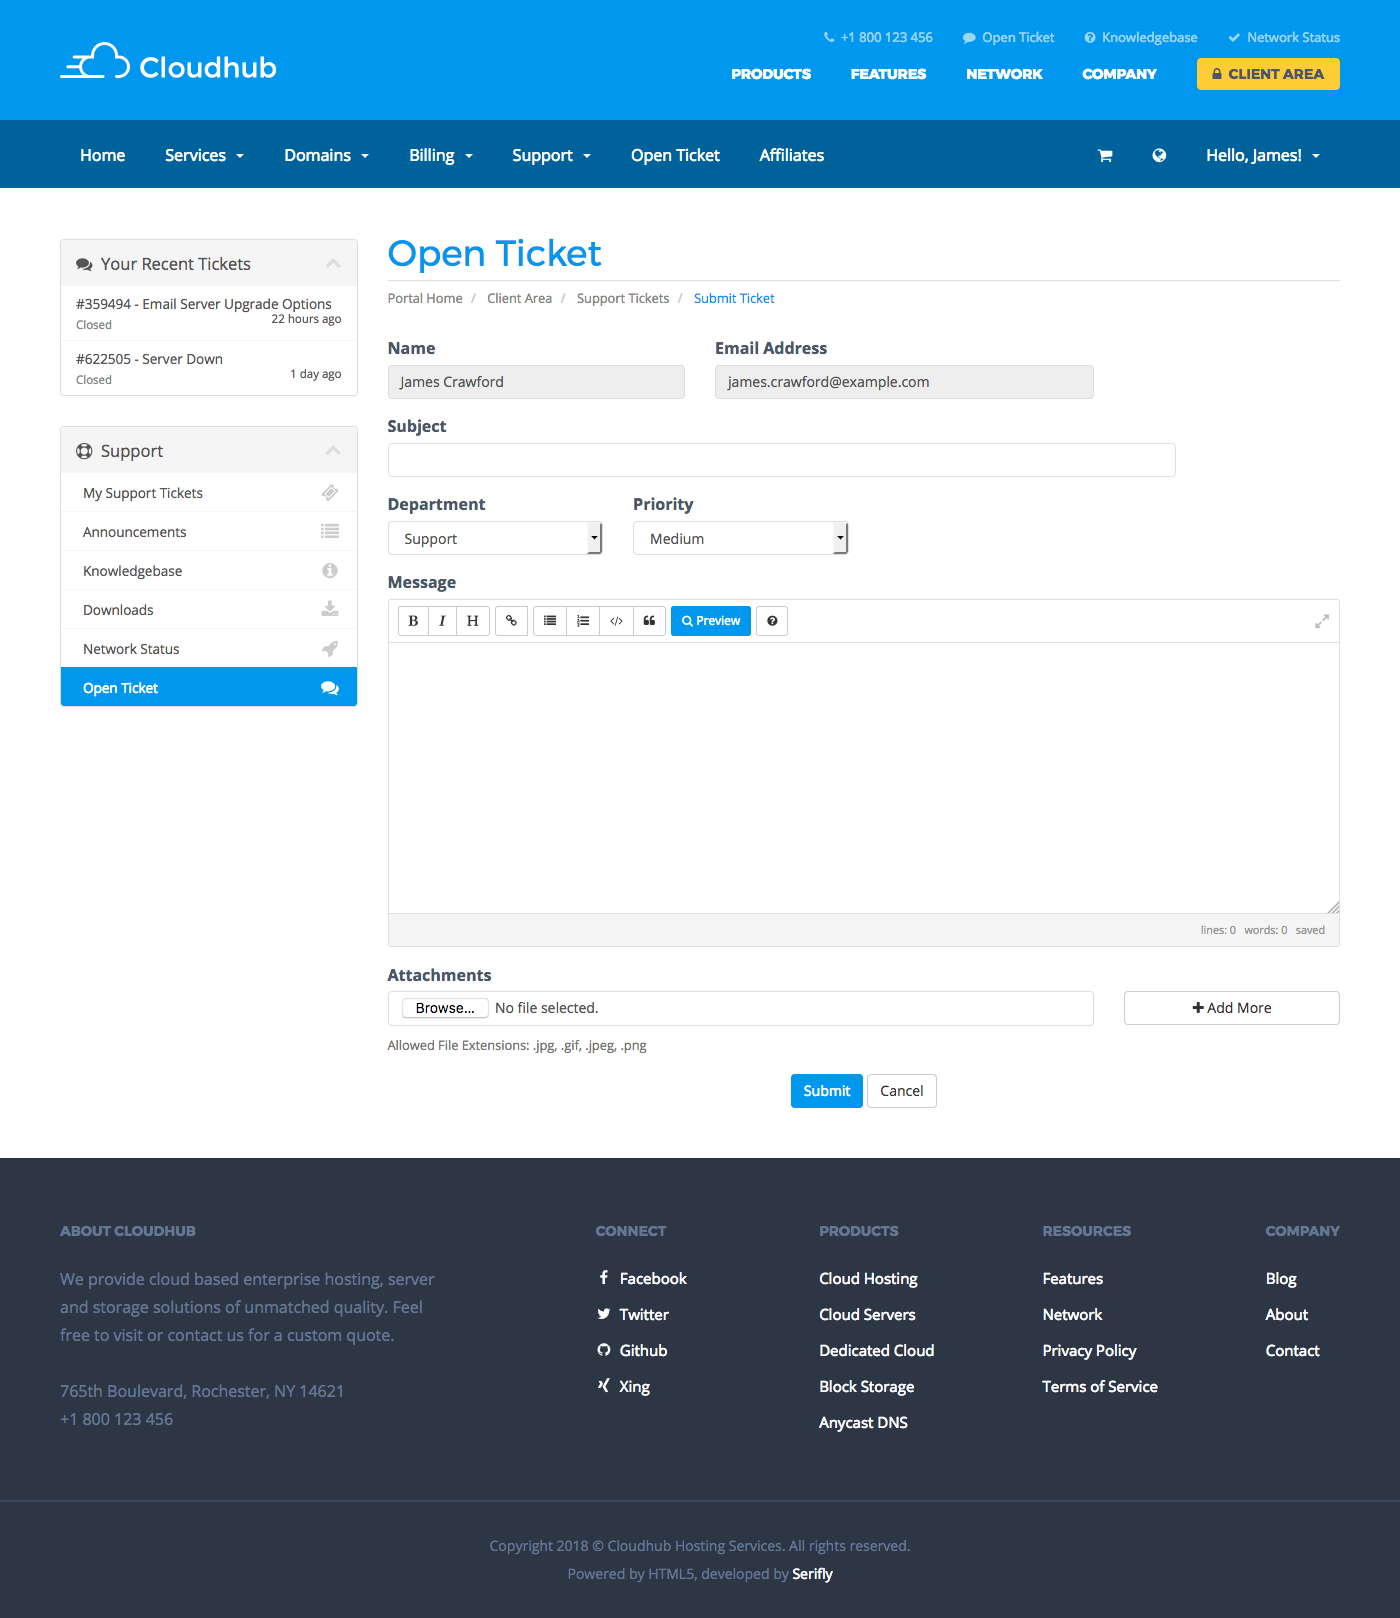 +1 800 123 456 Open Ticket Knowledgebase Network Status
Cloudhub
PRODUCTS FEATURES NETWORK COMPANY CLIENT AREA
Home Services Domains Billing Support Open Ticket Affiliates Hello, James!
Your Recent Tickets
#359494 - Email Server Upgrade Options
Closed 22 hours ago
#622505 - Server Down
Closed 1 day ago
Support
My Support Tickets
Announcements
Knowledgebase
Downloads
Network Status
Open Ticket
Open Ticket
Portal Home / Client Area / Support Tickets / Submit Ticket
Name Email Address
James Crawford james.crawford@example.com
Subject
Department Priority
Support Medium
Message
B I H Preview
lines: 0 words: 0 saved
Attachments
Browse... No file selected. Add More
Allowed File Extensions: .jpg, .gif, .jpeg, .png
Submit Cancel
ABOUT CLOUDHUB
We provide cloud based enterprise hosting, server
and storage solutions of unmatched quality. Feel
free to visit or contact us for a custom quote.
765th Boulevard, Rochester, NY 14621
+1 800 123 456
CONNECT
Facebook
Twitter
Github
Xing
PRODUCTS
Cloud Hosting
Cloud Servers
Dedicated Cloud
Block Storage
Anycast DNS
RESOURCES
Features
Network
Privacy Policy
Terms of Service
COMPANY
Blog
About
Contact
Copyright 2018 © Cloudhub Hosting Services. All rights reserved.
Powered by HTML5, developed by Serifly